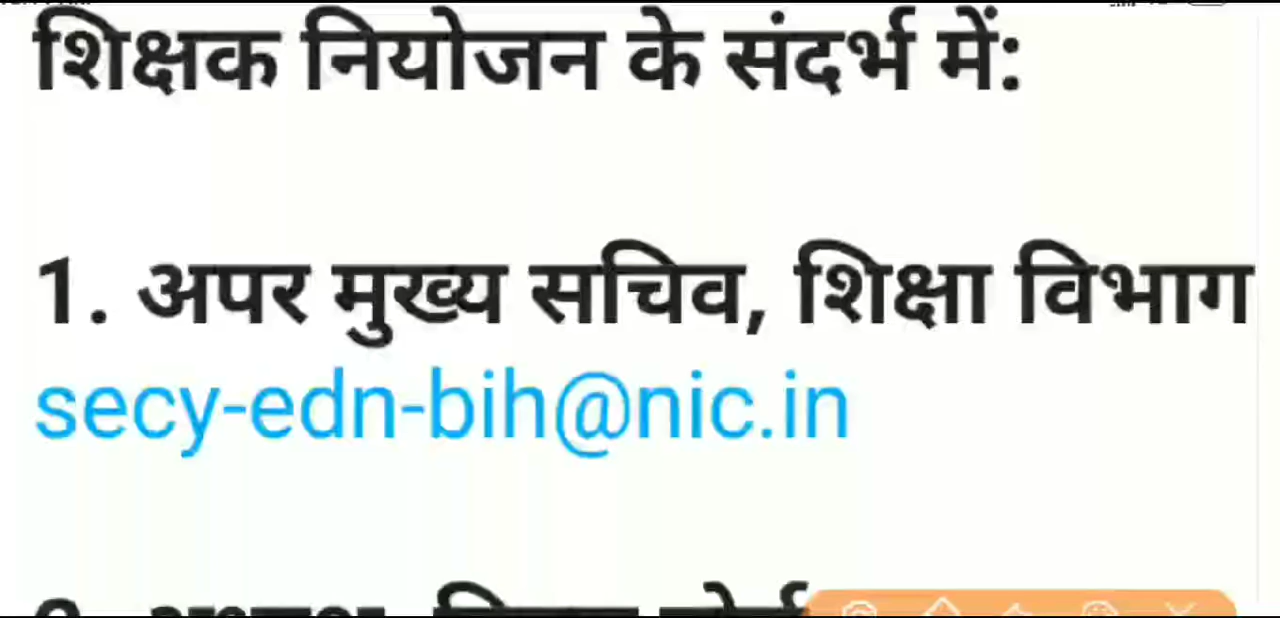 शिक्षक नियोजन के संदर्भ में:
1. अपर मुख्य सचिव, शिक्षा विभाग
secy-edn-bih@nic.in